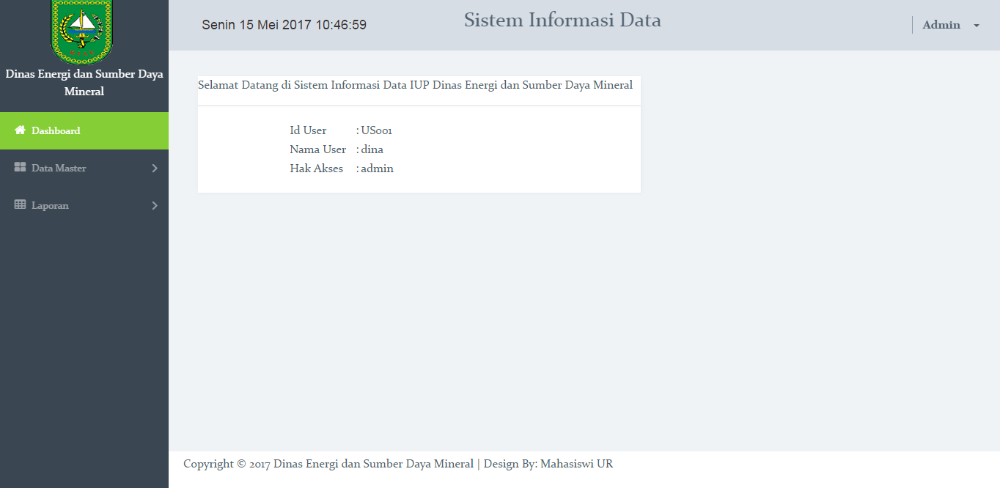 Dinas Energi dan Sumber Daya
Mineral
Dashboard
Data Master
Laporan
Senin 15 Mei 2017 10:46:59
Sistem Informasi Data
Admin
Selamat Datang di Sistem Informasi Data IUP Dinas Energi dan Sumber Daya Mineral
Id User : US001
Nama User : dina
Hak Akses : admin
Copyright © 2017 Dinas Energi dan Sumber Daya Mineral | Design By: Mahasiswi UR